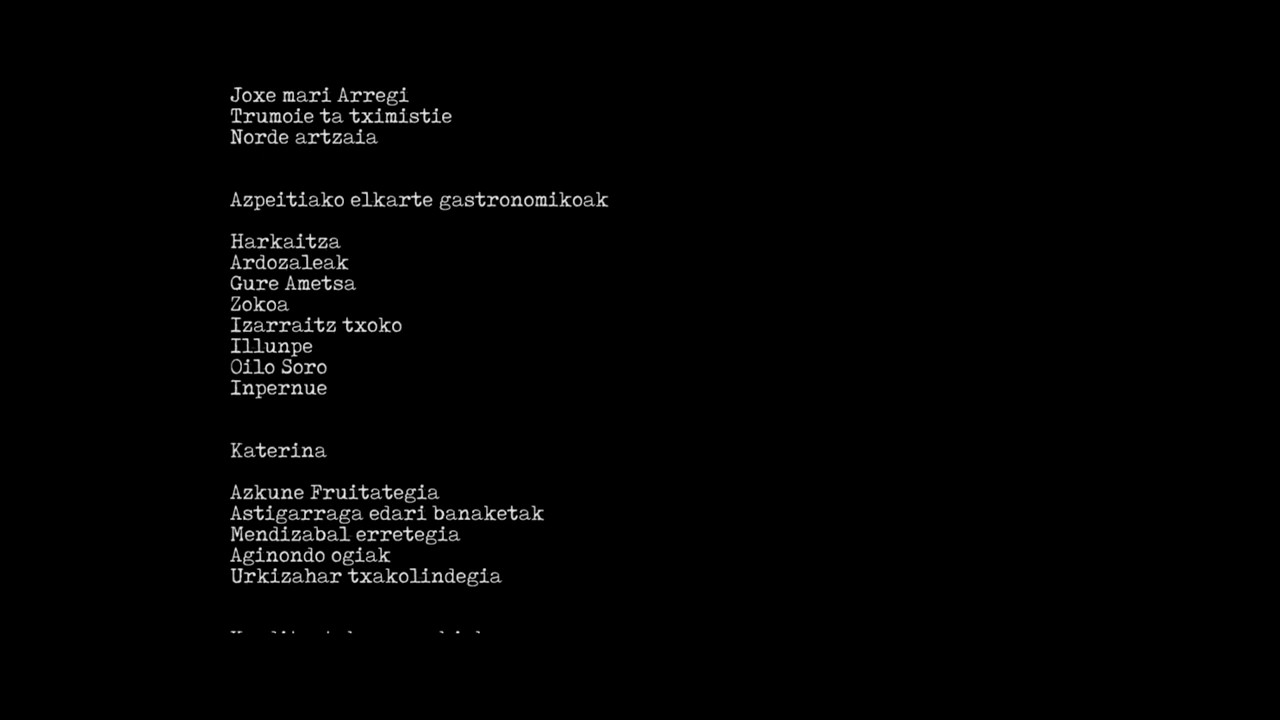 Joxe mari Arregi
Trumoie ta tximistie
Norde artzaia
Azpeitiako elkarte gastronomikoak
Harkaitza
Ardozaleak
Gure Ametsa
Zokoa
Izarraitz txoko
Illunpe
Oilo Soro
Inpernue
Katerina
Azkune Fruitategia
Astigarraga edari banaketak
Mendizabal erretegia
Aginondo ogiak
Urkizahar txakolindegia